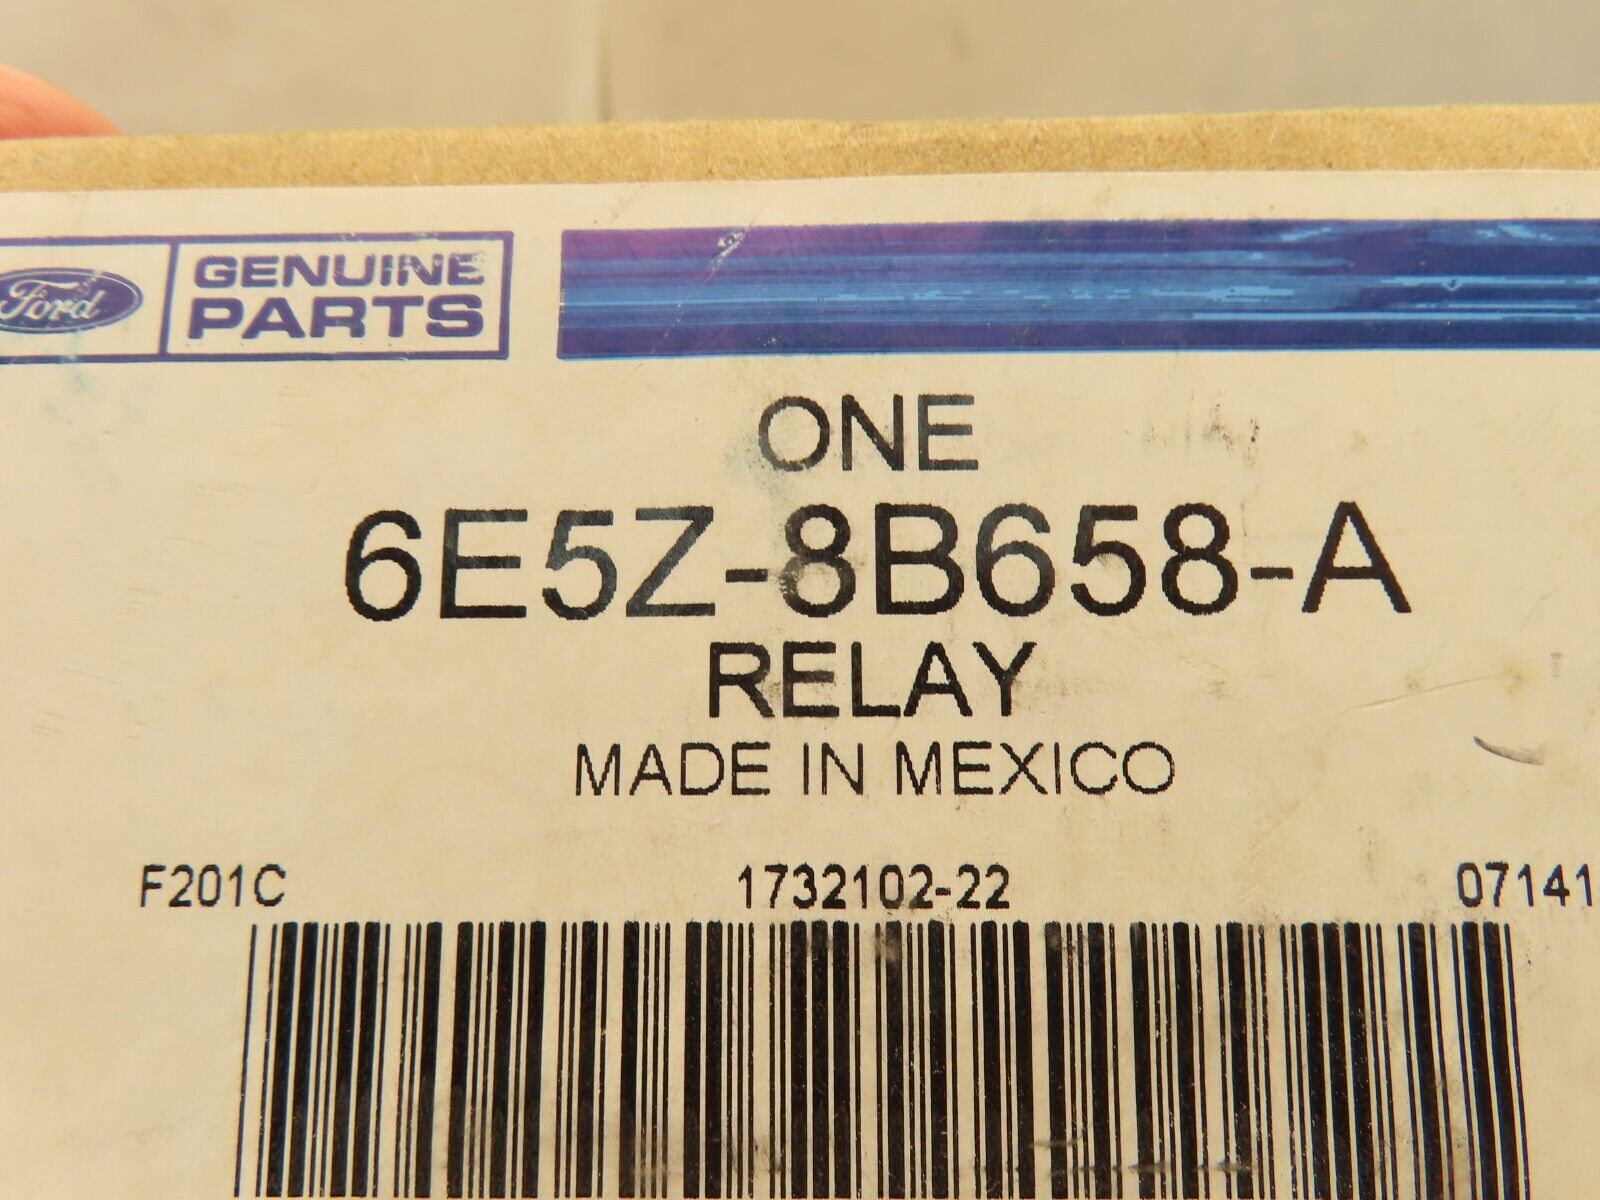 Ford
GENUINE
PARTS
ONE
6E5Z-8B658-A
RELAY
MADE IN MEXICO
F201C 1732102-22 07141